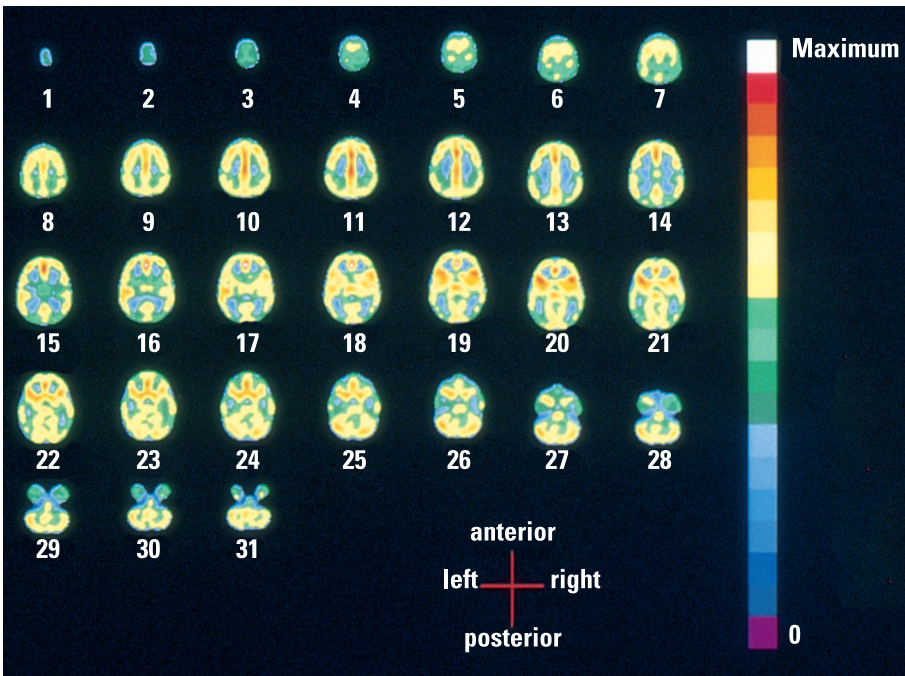 Maximum
1 2 3 4 5 6 7
8 9 10 11 12 13 14
15 16 17 18 19 20 21
22 23 24 25 26 27 28
29 30 31
anterior
left right
posterior
0